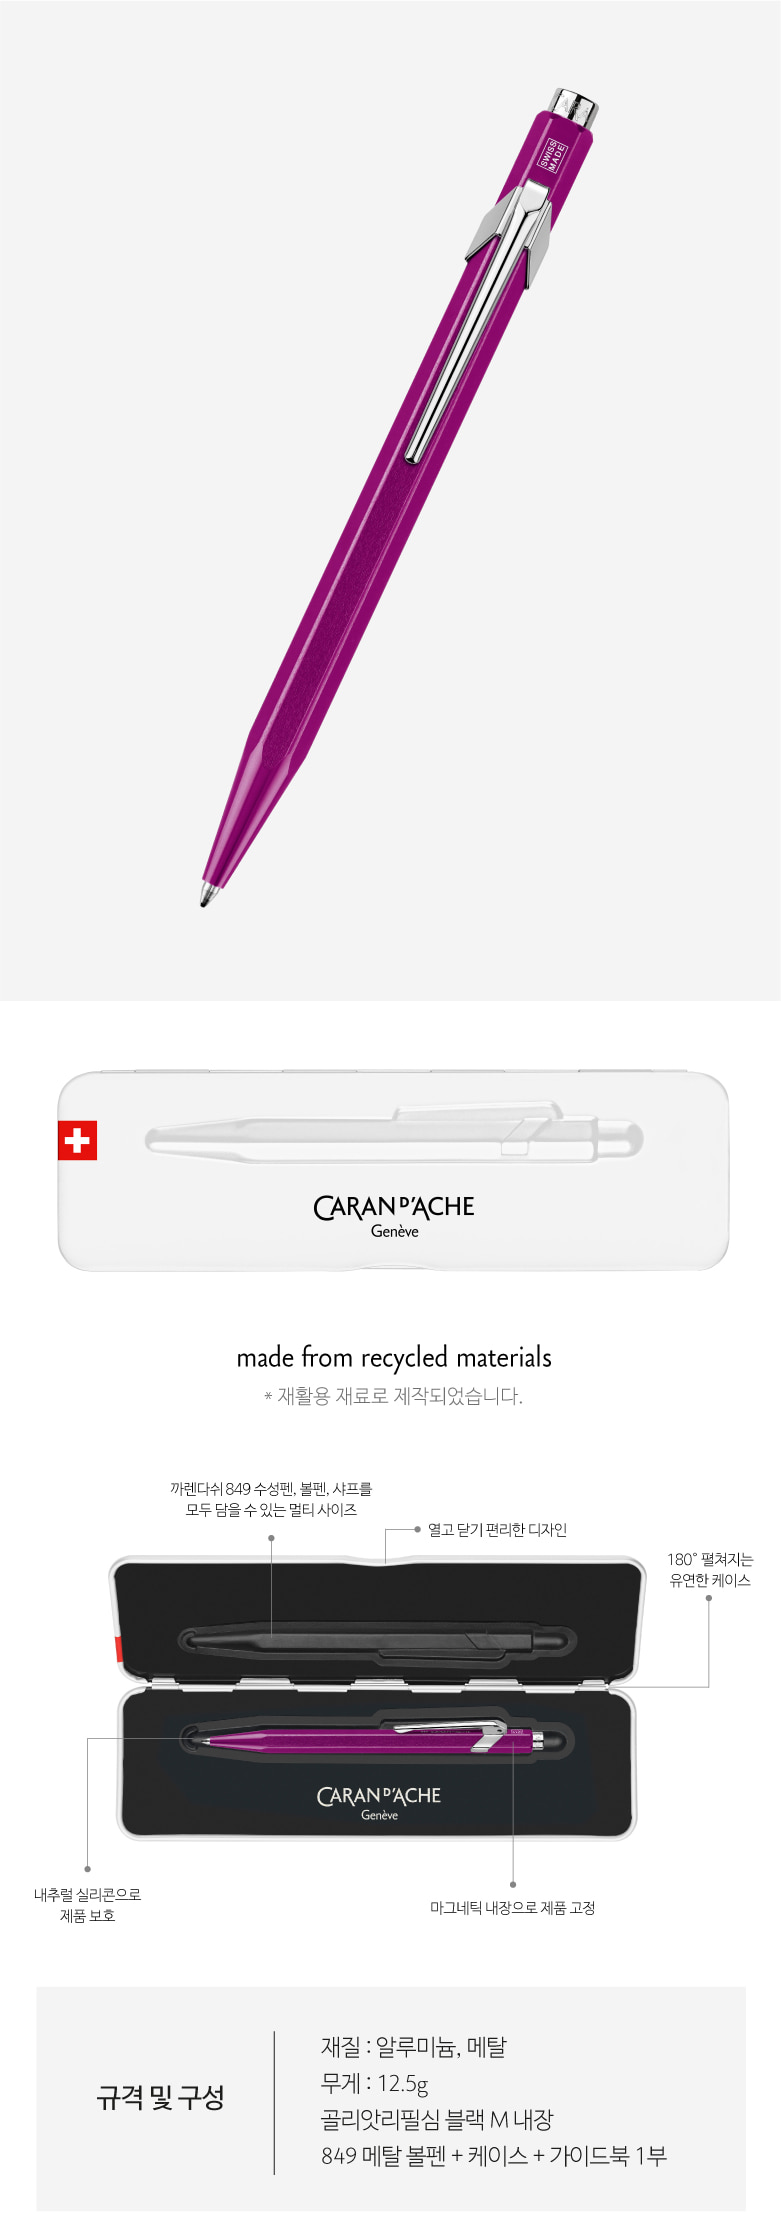 SWISS
MADE
CARAN D'ACHE
Genève
made from recycled materials
* 재활용 재료로 제작되었습니다.
까렌다쉬 849 수성펜, 볼펜, 샤프를
모두 담을 수 있는 멀티 사이즈
열고 닫기 편리한 디자인
180° 펼쳐지는
유연한 케이스
CARAN D'ACHE
Genève
내추럴 실리콘으로
제품 보호
마그네틱 내장으로 제품 고정
규격 및 구성
재질 : 알루미늄, 메탈
무게 : 12.5g
골리앗리필심 블랙 M 내장
849 메탈 볼펜 + 케이스 + 가이드북 1부